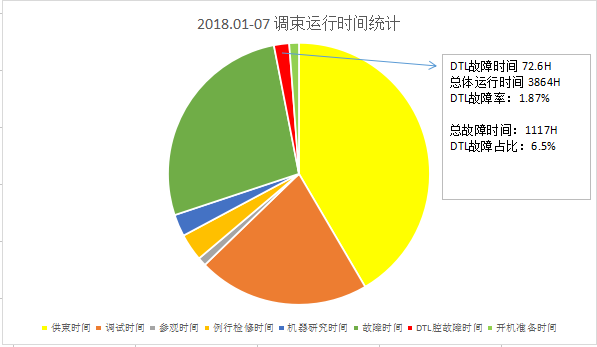 2018.01-07 调束运行时间统计
DTL故障时间 72.6H
总体运行时间 3864H
DTL故障率：1.87%
总故障时间：1117H
DTL故障占比：6.5%
供束时间 调试时间 参观时间 例行检修时间 机器研究时间 故障时间 DTL腔故障时间 开机准备时间